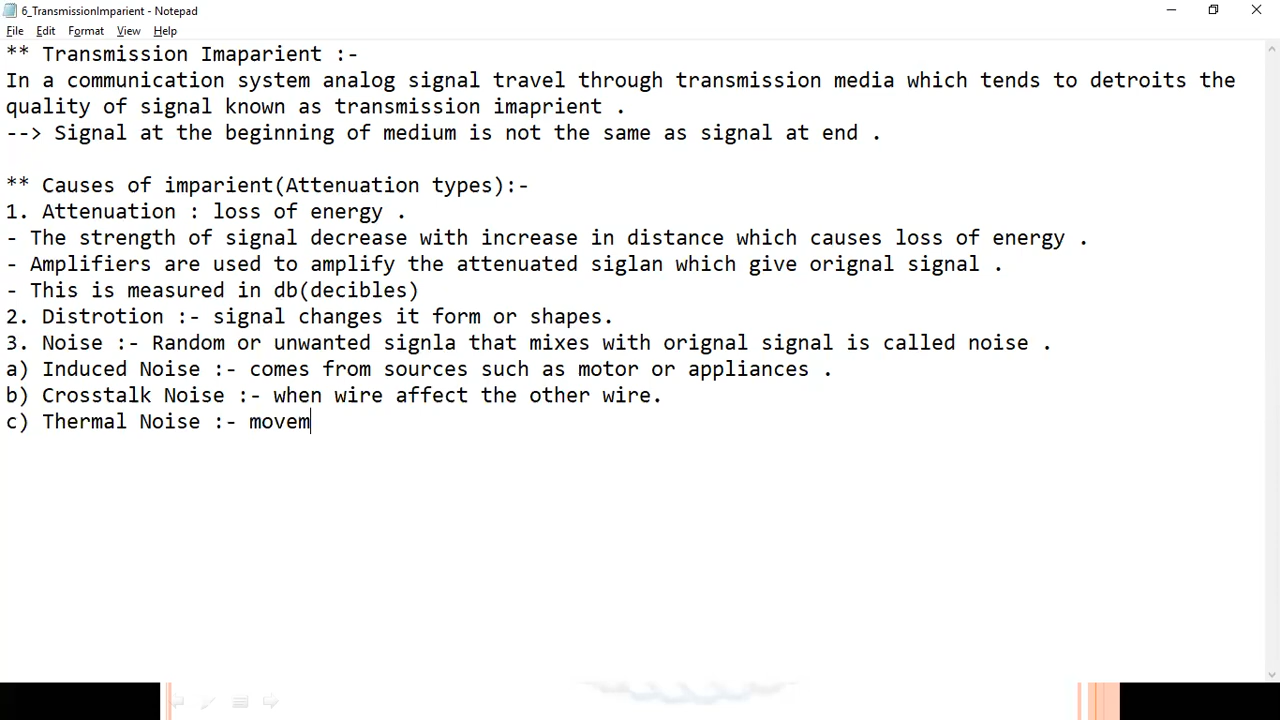 6_TransmissionImparient - Notepad
File Edit Format View Help
** Transmission Imaparient :-
In a communication system analog signal travel through transmission media which tends to detroits the
quality of signal known as transmission imaprient .
--> Signal at the beginning of medium is not the same as signal at end .
** Causes of imparient(Attenuation types):-
1. Attenuation : loss of energy .
- The strength of signal decrease with increase in distance which causes loss of energy .
- Amplifiers are used to amplify the attenuated siglan which give orignal signal .
- This is measured in db(decibles)
2. Distrotion :- signal changes it form or shapes.
3. Noise :- Random or unwanted signla that mixes with orignal signal is called noise .
a) Induced Noise :- comes from sources such as motor or appliances .
b) Crosstalk Noise :- when wire affect the other wire.
c) Thermal Noise :- movem